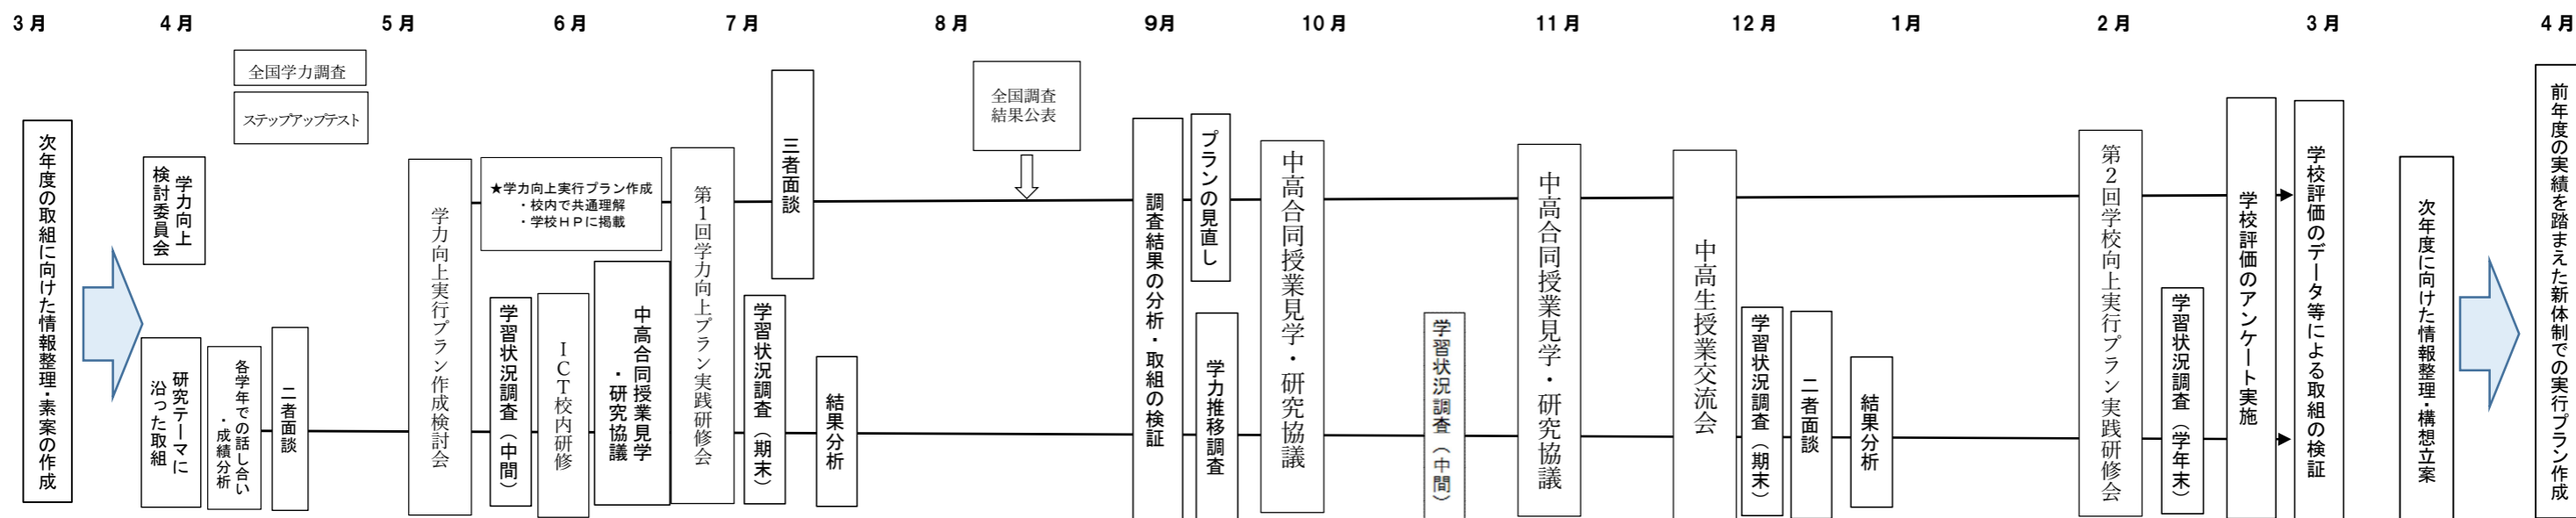 3月
4月
5月
6月
7月
8月
9月
10月
11月
12月
1月
2月
3月
4月
次年度の取組に向けた情報整理・素案の作成
全国学力調査
ステップアップテスト
学力向上
検討委員会
研究テーマに
沿った取組
各学年での話し合い
・成績分析
二者面談
学力向上実行プラン作成検討会
★学力向上実行プラン作成
・校内で共通理解
・学校HPに掲載
学習状況調査（中間）
ICT校内研修
中高合同授業見学
・研究協議
第1回学力向上プラン実践研修会
三者面談
学習状況調査（期末）
結果分析
全国調査
結果公表
調査結果の分析・取組の検証
プランの見直し
学力推移調査
中高合同授業見学・研究協議
学習状況調査（中間）
中高合同授業見学・研究協議
中高生授業交流会
学習状況調査（期末）
二者面談
結果分析
第2回学校向上実行プラン実践研修会
学習状況調査（学年末）
学校評価のアンケート実施
学校評価のデータ等による取組の検証
次年度に向けた情報整理・構想立案
前年度の実績を踏まえた新体制での実行プラン作成